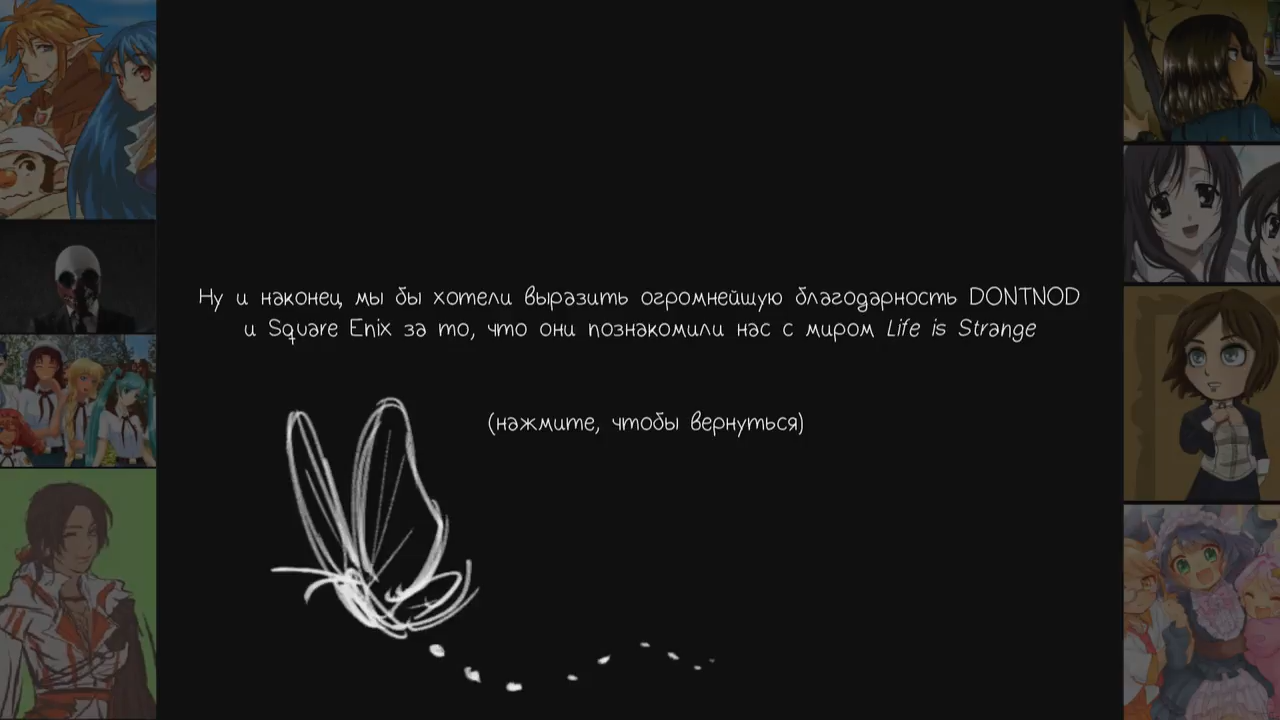 Ну и наконец, мы бы хотели выразить огромнейшую благодарность DONTNOD
и Square Enix за то, что они познакомили нас с миром Life is Strange
(нажмите, чтобы вернуться)